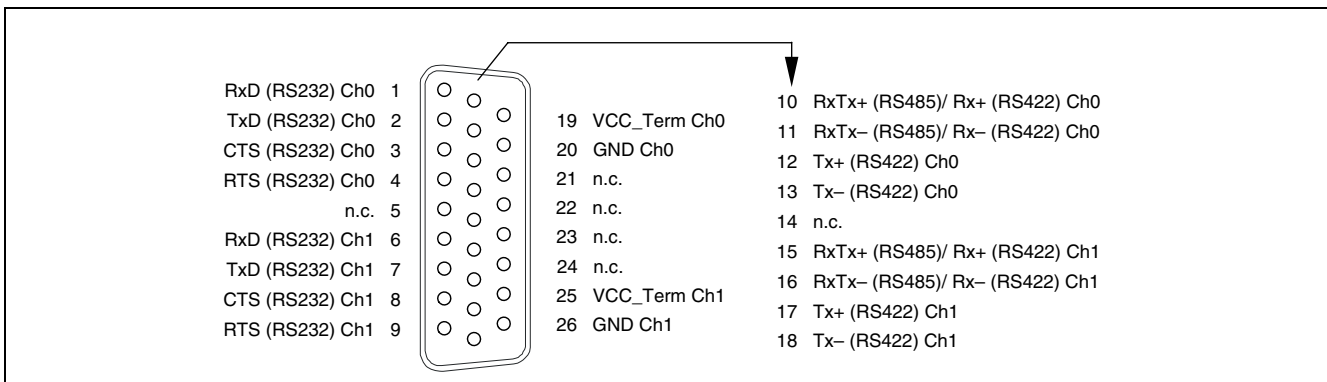 RxD (RS232) Ch0 1
TxD (RS232) Ch0 2
CTS (RS232) Ch0 3
RTS (RS232) Ch0 4
n.c. 5
RxD (RS232) Ch1 6
TxD (RS232) Ch1 7
CTS (RS232) Ch1 8
RTS (RS232) Ch1 9
19 VCC_Term Ch0
20 GND Ch0
21 n.c.
22 n.c.
23 n.c.
24 n.c.
25 VCC_Term Ch1
26 GND Ch1
10 RxTx+ (RS485)/ Rx+ (RS422) Ch0
11 RxTx– (RS485)/ Rx– (RS422) Ch0
12 Tx+ (RS422) Ch0
13 Tx– (RS422) Ch0
14 n.c.
15 RxTx+ (RS485)/ Rx+ (RS422) Ch1
16 RxTx– (RS485)/ Rx– (RS422) Ch1
17 Tx+ (RS422) Ch1
18 Tx– (RS422) Ch1